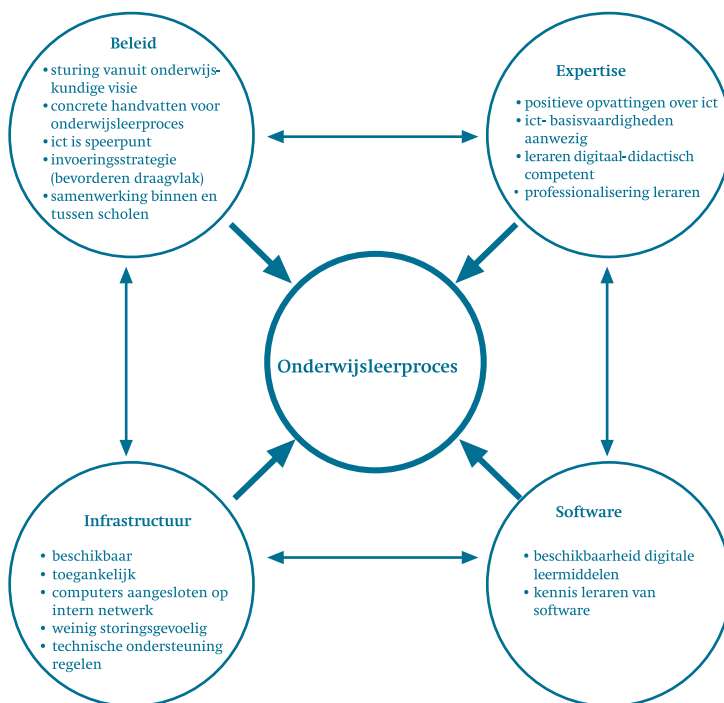 Beleid
• sturing vanuit onderwijs-
kundige visie
• concrete handvatten voor
onderwijsleerproces
• ict is speerpunt
• invoeringsstrategie
(bevorderen draagvlak)
• samenwerking binnen en
tussen scholen
Expertise
• positieve opvattingen over ict
• ict- basisvaardigheden
aanwezig
• leraren digitaal-didactisch
competent
• professionalisering leraren
Onderwijsleerproces
Infrastructuur
• beschikbaar
• toegankelijk
• computers aangesloten op
intern netwerk
• weinig storingsgevoelig
• technische ondersteuning
regelen
Software
• beschikbaarheid digitale
leermiddelen
• kennis leraren van
software